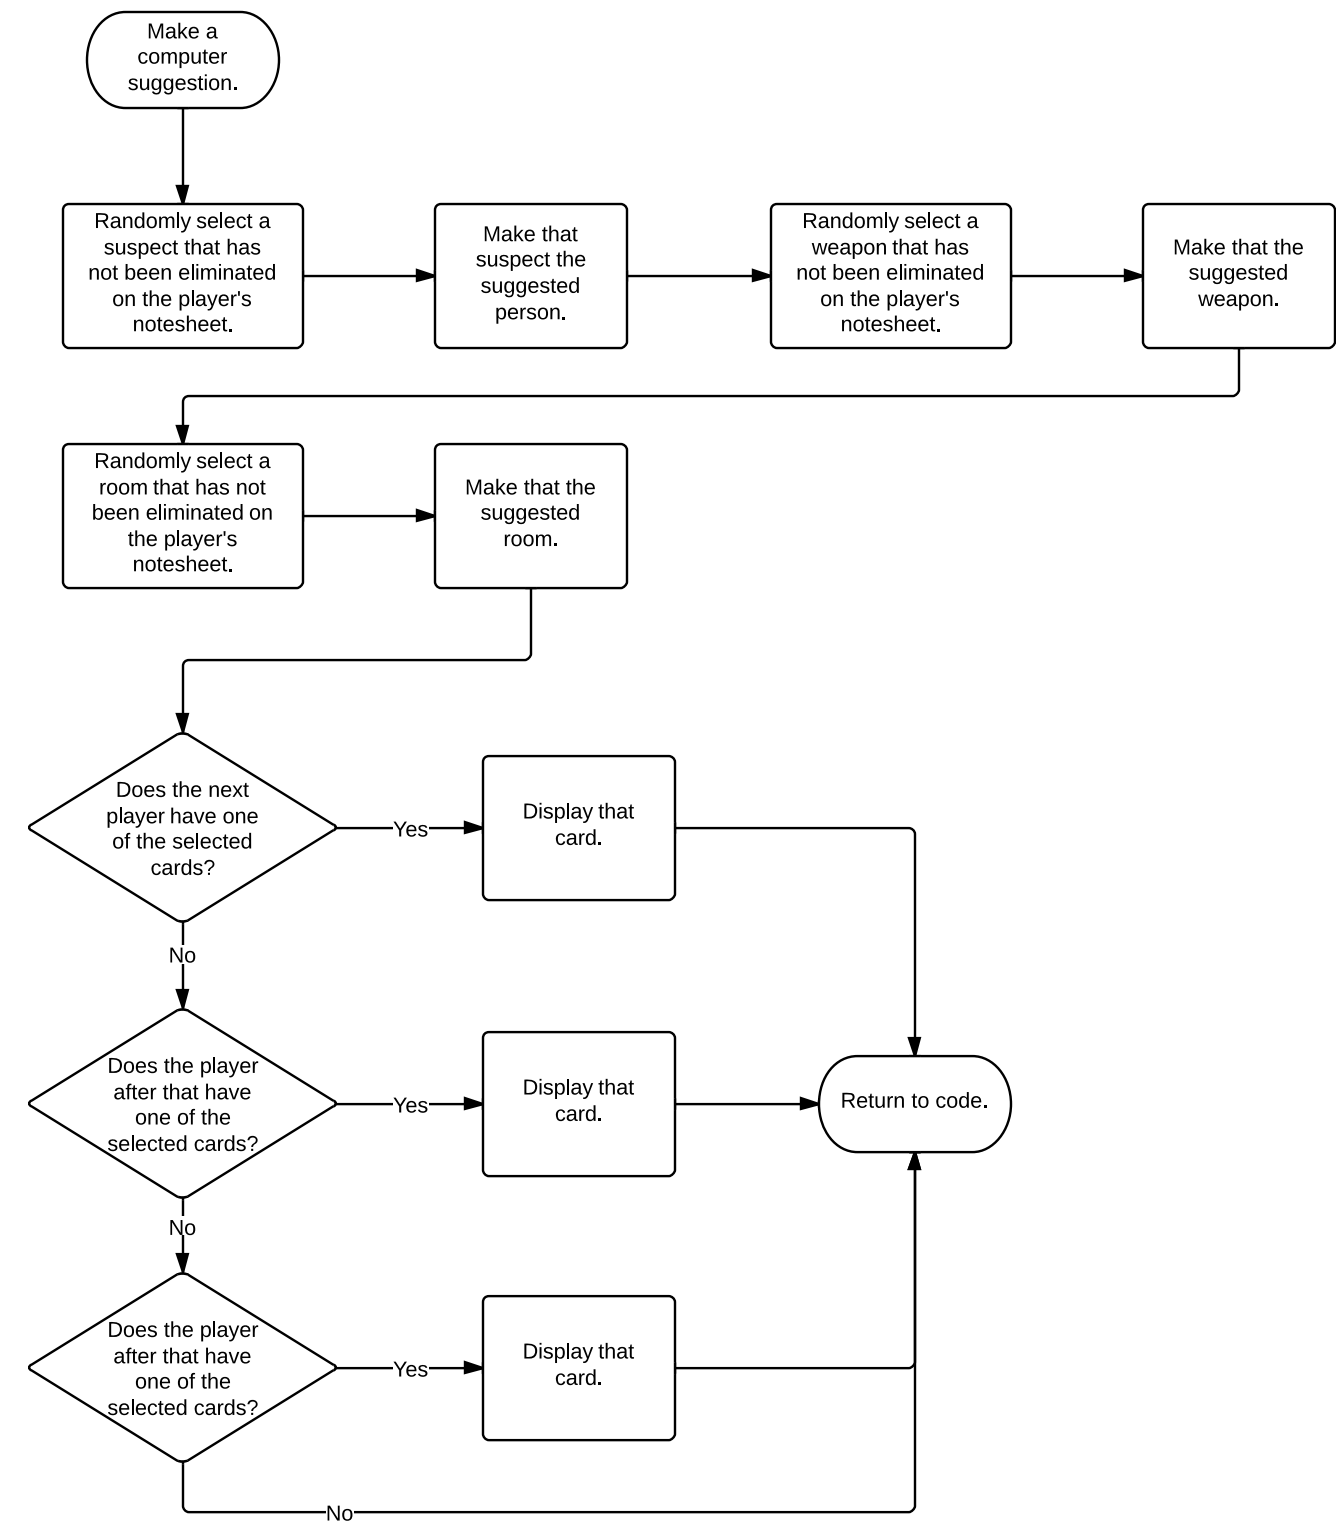 Make a
computer
suggestion.
Randomly select a
suspect that has
not been eliminated
on the player's
notesheet.
Make that
suspect the
suggested
person.
Randomly select a
weapon that has
not been eliminated
on the player's
notesheet.
Make that the
suggested
weapon.
Randomly select a
room that has not
been eliminated on
the player's
notesheet.
Make that the
suggested
room.
Does the next
player have one
of the selected
cards?
Yes
Display that
card.
No
Does the player
after that have
one of the
selected cards?
Yes
Display that
card.
Return to code.
No
Does the player
after that have
one of the
selected cards?
Yes
Display that
card.
No